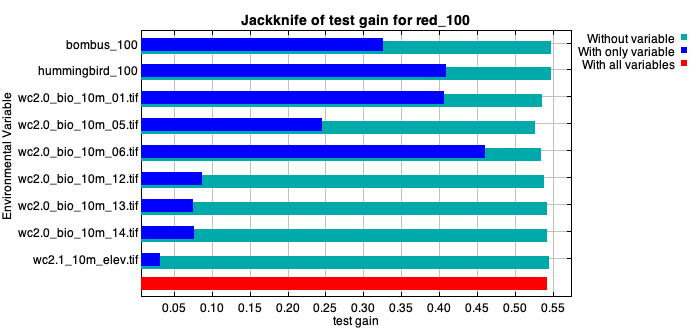 Jackknife of test gain for red_100
Without variable
With only variable
With all variables
Environmental Variable
bombus_100
hummingbird_100
wc2.0_bio_10m_01.tif
wc2.0_bio_10m_05.tif
wc2.0_bio_10m_06.tif
wc2.0_bio_10m_12.tif
wc2.0_bio_10m_13.tif
wc2.0_bio_10m_14.tif
wc2.1_10m_elev.tif
0.05 0.10 0.15 0.20 0.25 0.30 0.35 0.40 0.45 0.50 0.55
test gain